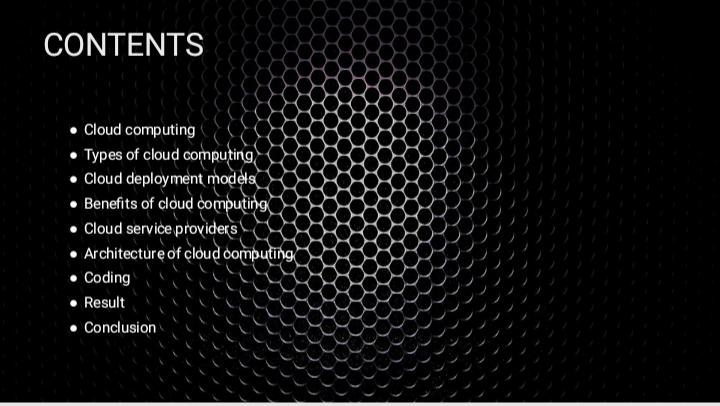 CONTENTS
● Cloud computing
● Types of cloud computing
● Cloud deployment models
● Benefits of cloud computing
● Cloud service providers
● Architecture of cloud computing
● Coding
● Result
● Conclusion